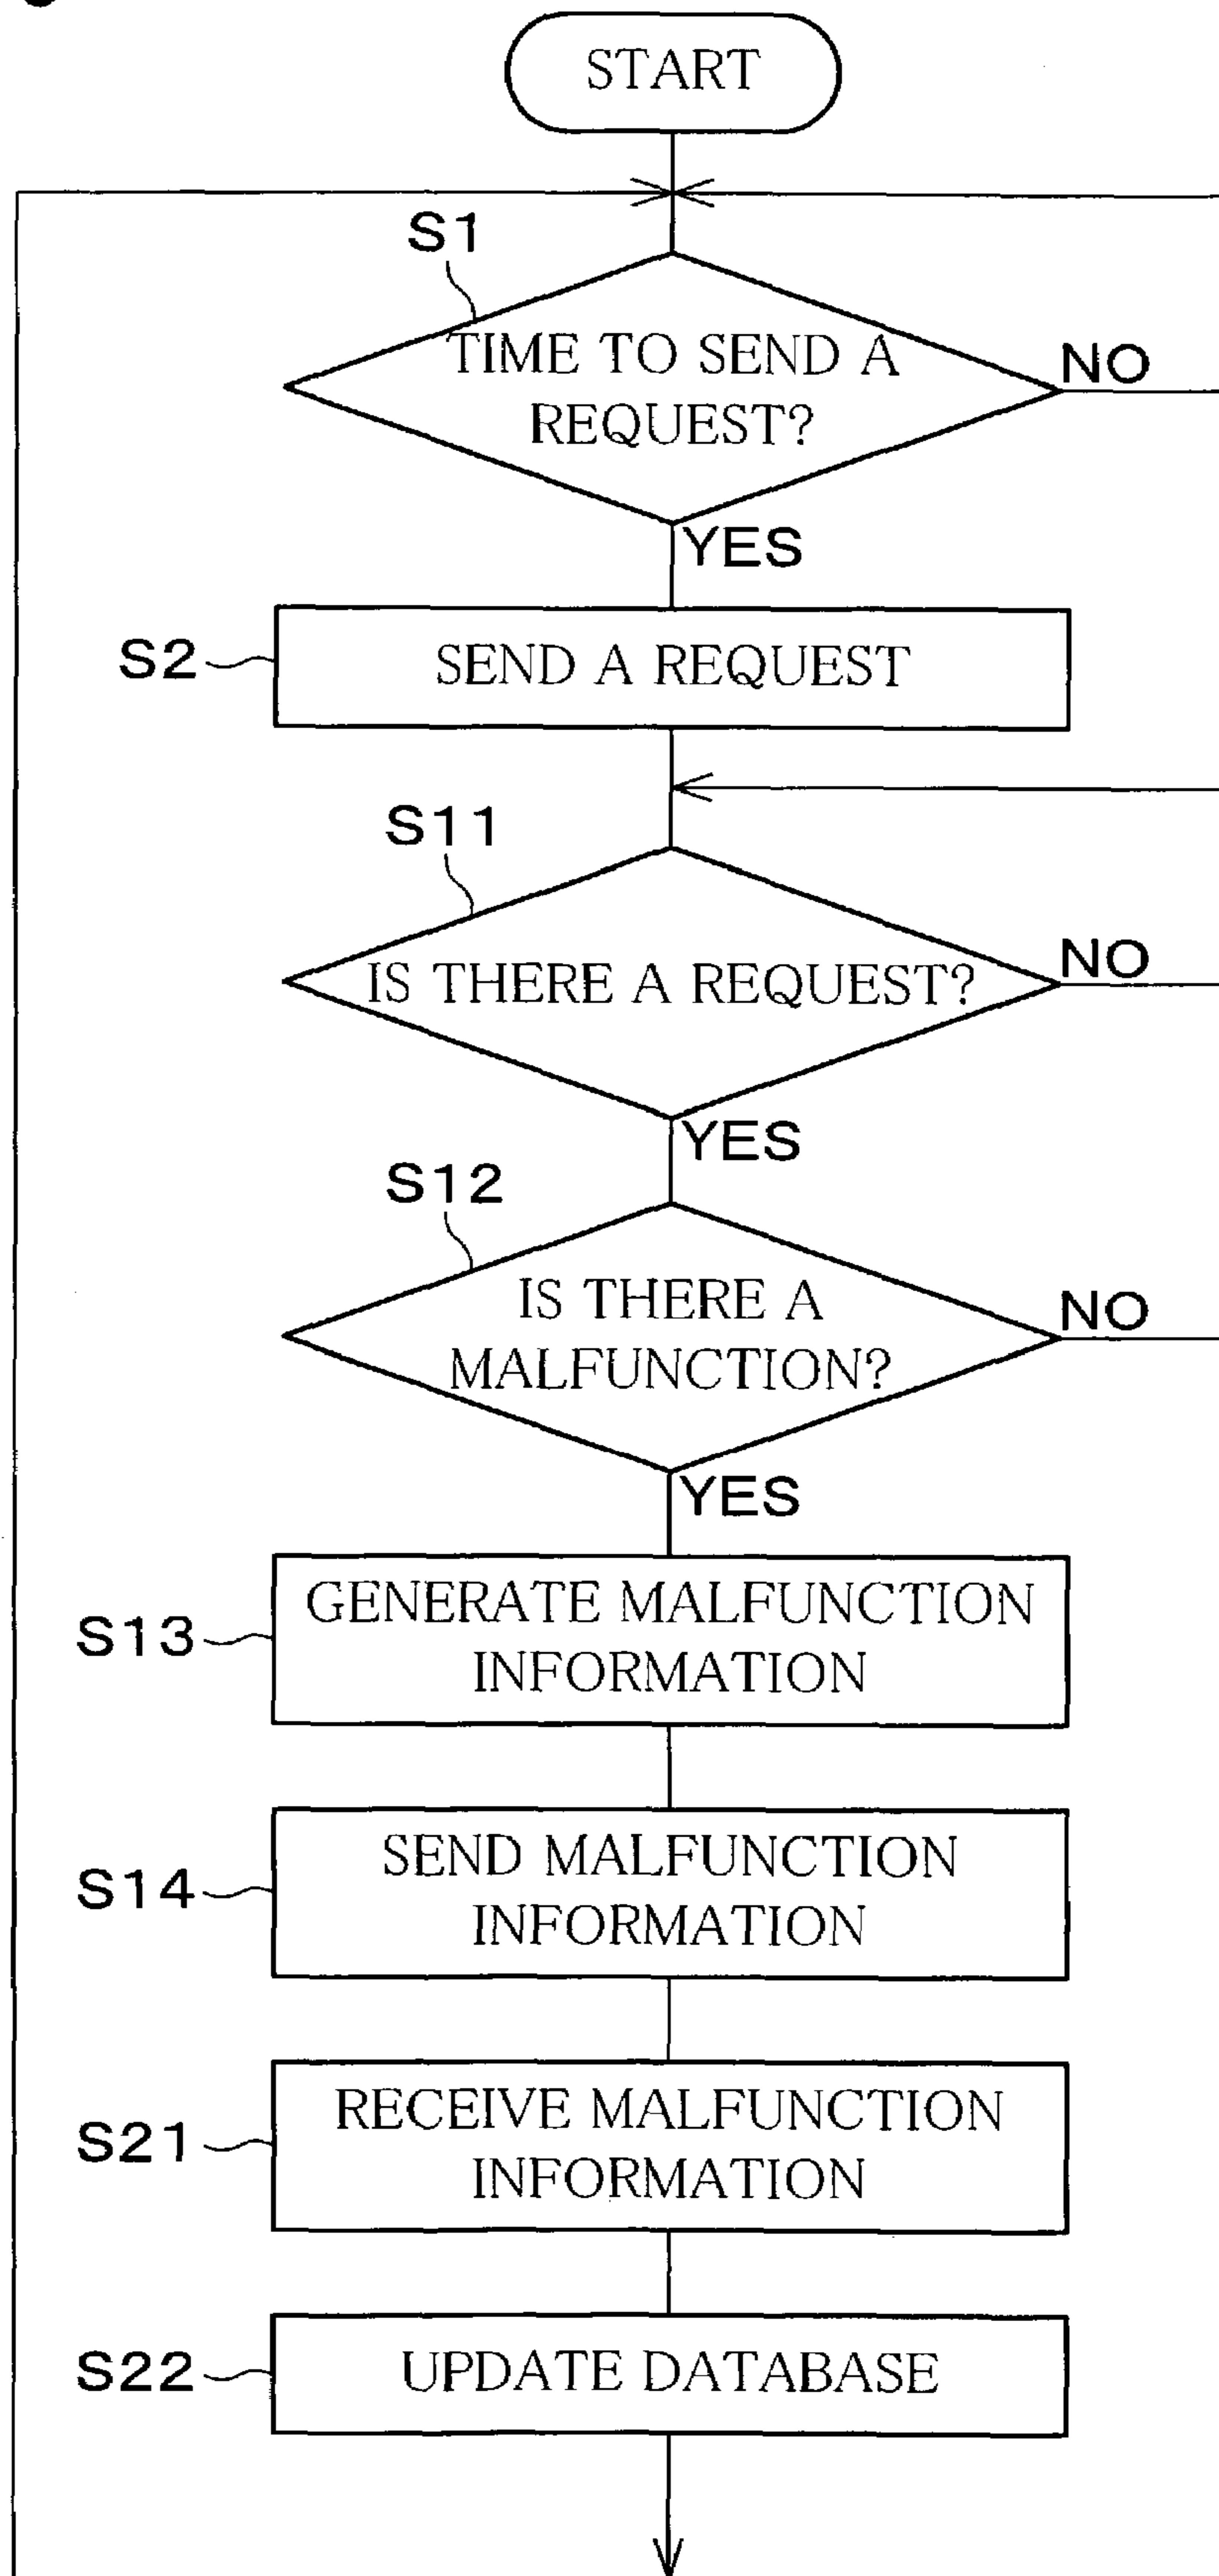 START
S1
TIME TO SEND A
REQUEST?
NO
YES
S2
SEND A REQUEST
S11
IS THERE A REQUEST?
NO
YES
S12
IS THERE A
MALFUNCTION?
NO
YES
S13
GENERATE MALFUNCTION
INFORMATION
S14
SEND MALFUNCTION
INFORMATION
S21
RECEIVE MALFUNCTION
INFORMATION
S22
UPDATE DATABASE